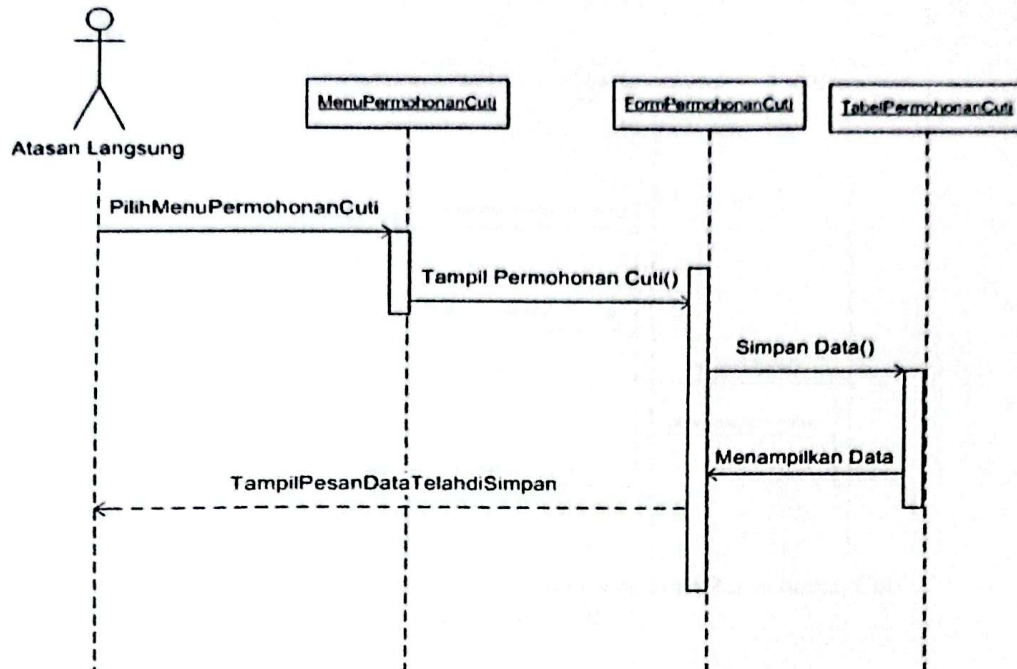 MenuPermohonanCuti
FormPermohonanCuti
TabelPermohonanCuti
Atasan Langsung
PilihMenuPermohonanCuti
Tampil Permohonan Cuti()
Simpan Data()
Menampilkan Data
TampilPesanDataTelahdiSimpan